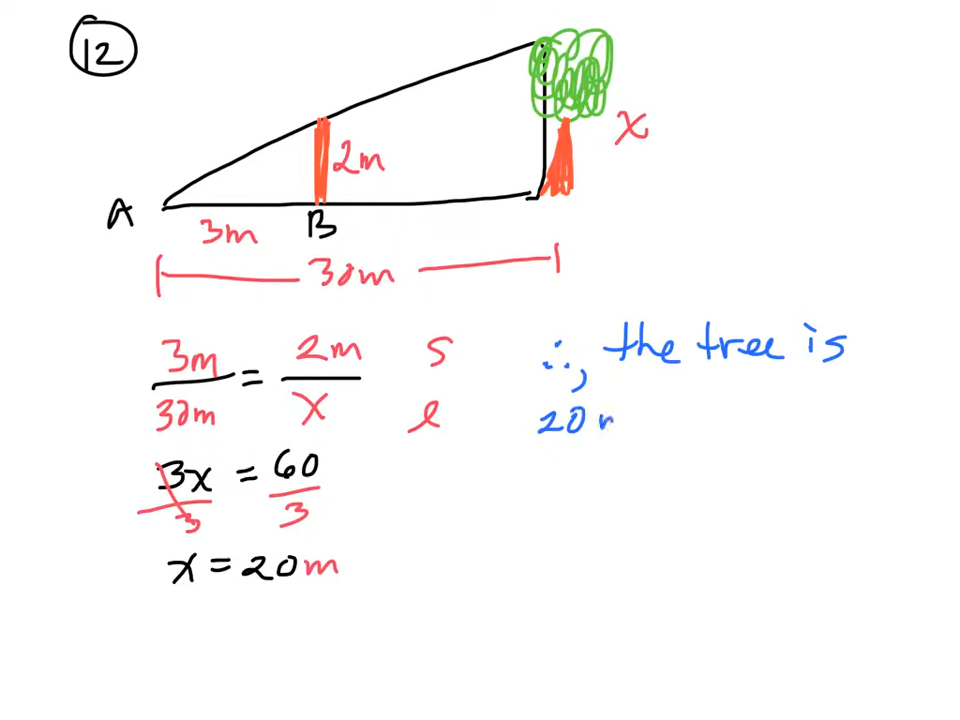 12
x
2m
A
3m
B
30m
3m/30m = 2m/x
s
l
∴, the tree is
20
3x/3 = 60/3
x = 20m